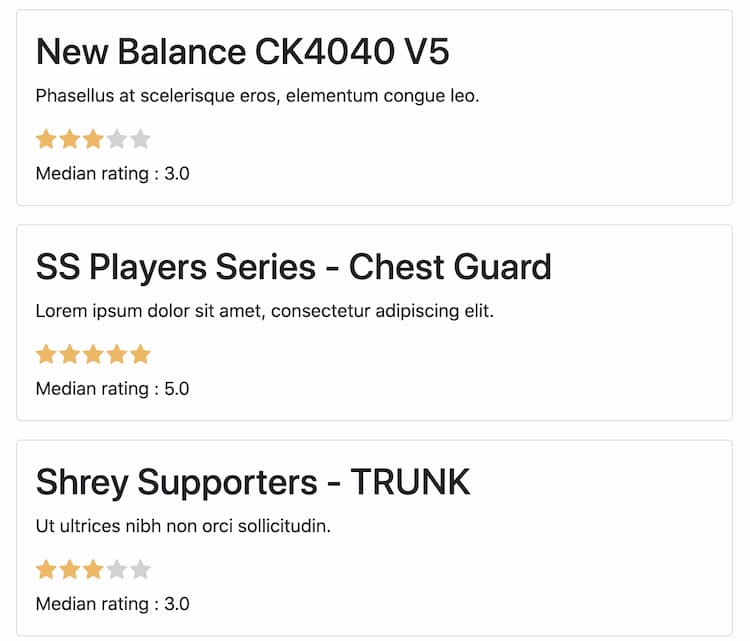 New Balance CK4040 V5
Phasellus at scelerisque eros, elementum congue leo.
Median rating : 3.0
SS Players Series - Chest Guard
Lorem ipsum dolor sit amet, consectetur adipiscing elit.
Median rating : 5.0
Shrey Supporters - TRUNK
Ut ultrices nibh non orci sollicitudin.
Median rating : 3.0